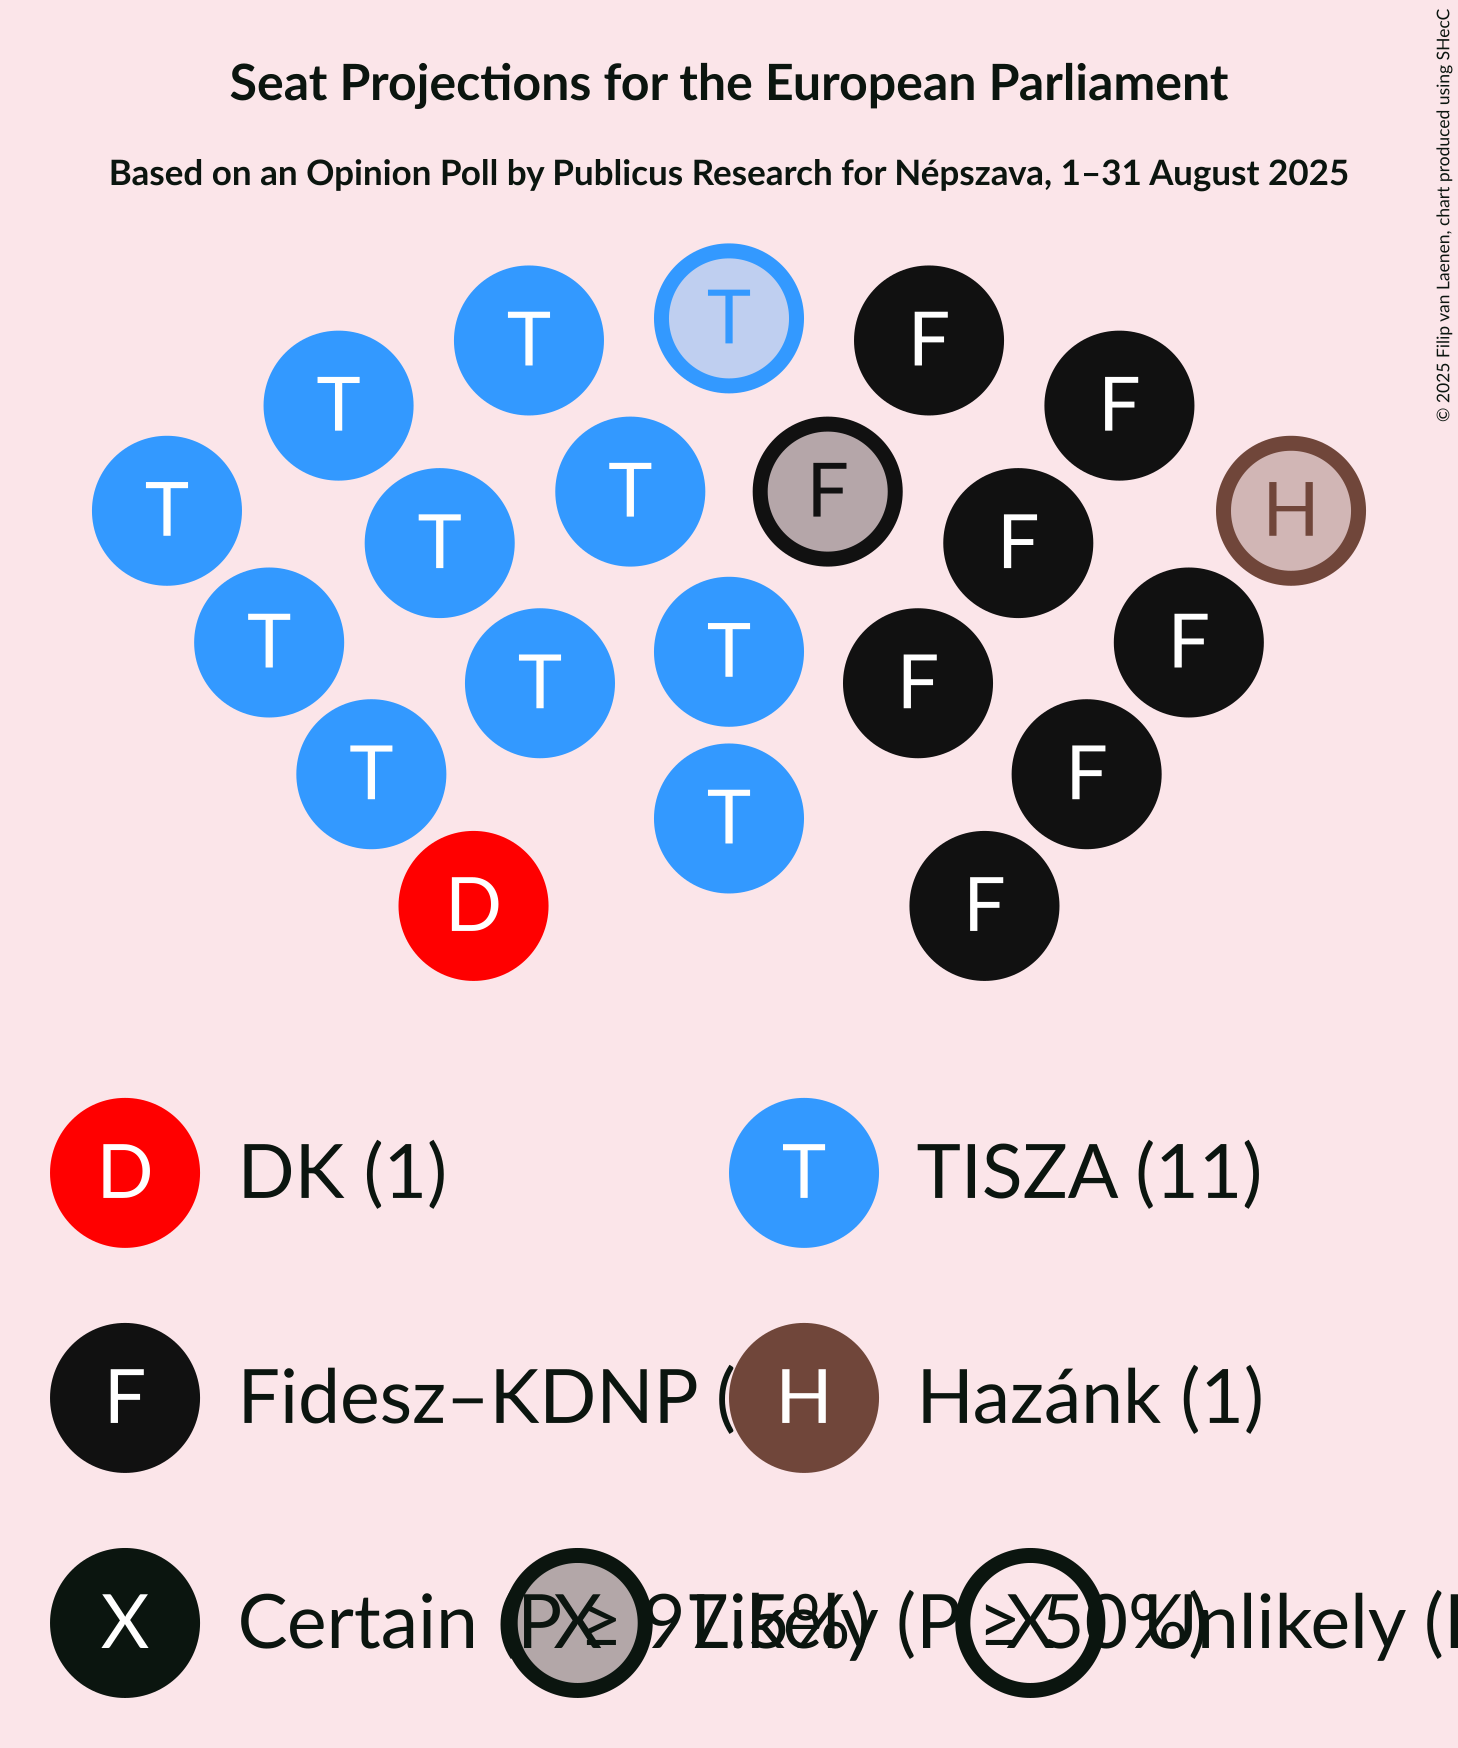 Seat Projections for the European Parliament
Based on an Opinion Poll by Publicus Research for Népszava, 1–31 August 2025
© 2025 Filip van Laenen, chart produced using SHecC
T
T F
T F
T F
T H
T F
T F
T T F
T F
T
D F
D DK (1) T TISZA (11)
F Fidesz–KDNP ( H Hazánk (1)
X Certain (P ≥ 97.5%) X Likely (P ≥ 50%) X Unlikely (